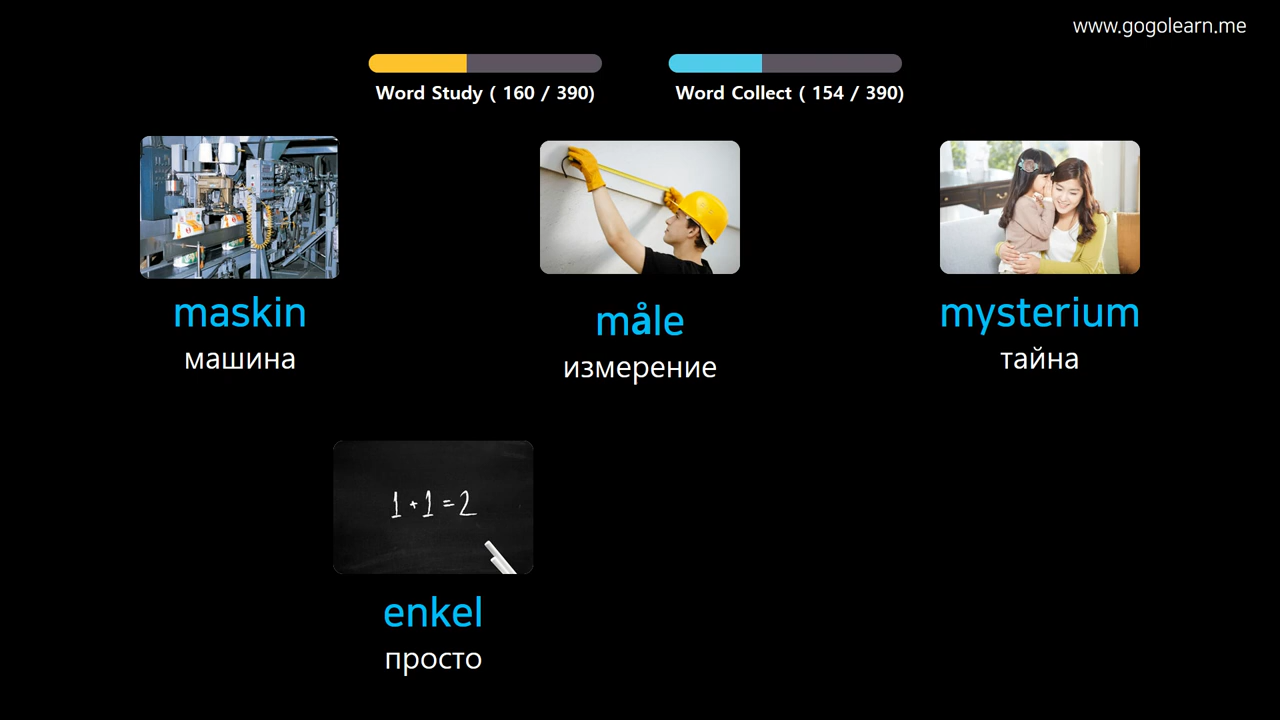 www.gogolearn.me
Word Study ( 160 / 390)
Word Collect ( 154 / 390)
maskin
машина
måle
измерение
mysterium
тайна
1 + 1 = 2
enkel
просто